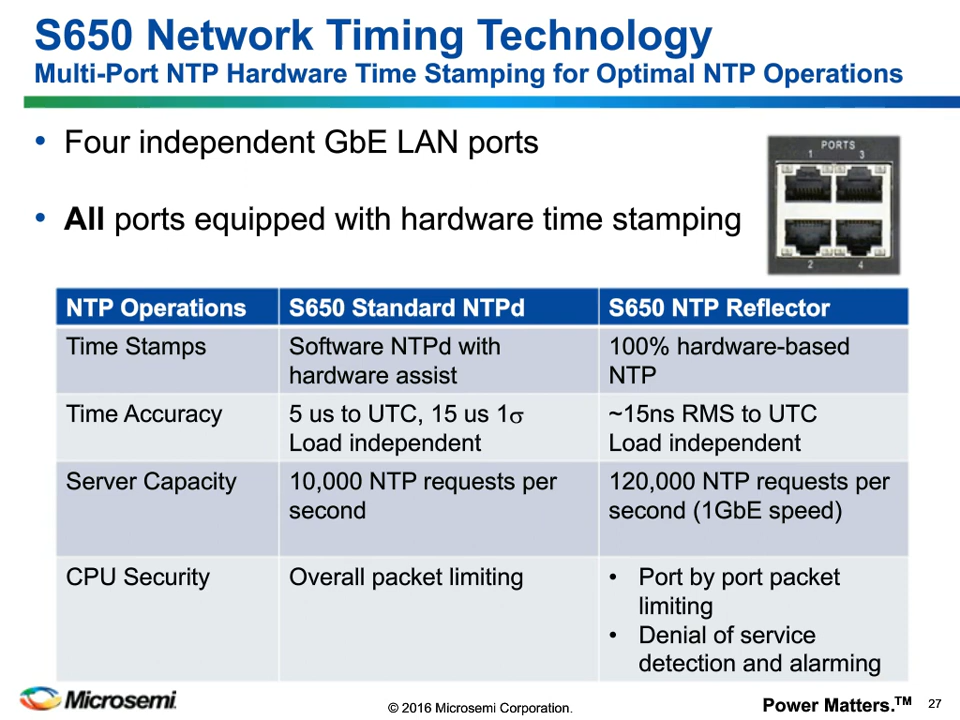 S650 Network Timing Technology
Multi-Port NTP Hardware Time Stamping for Optimal NTP Operations
• Four independent GbE LAN ports
• All ports equipped with hardware time stamping
PORTS
1 3
2 4
NTP Operations S650 Standard NTPd S650 NTP Reflector
Time Stamps
Software NTPd with
hardware assist
100% hardware-based
NTP
Time Accuracy
5 us to UTC, 15 us 1σ
Load independent
~15ns RMS to UTC
Load independent
Server Capacity
10,000 NTP requests per
second
120,000 NTP requests per
second (1GbE speed)
CPU Security
Overall packet limiting
• Port by port packet
limiting
• Denial of service
detection and alarming
Microsemi.
© 2016 Microsemi Corporation.
Power Matters.™
27